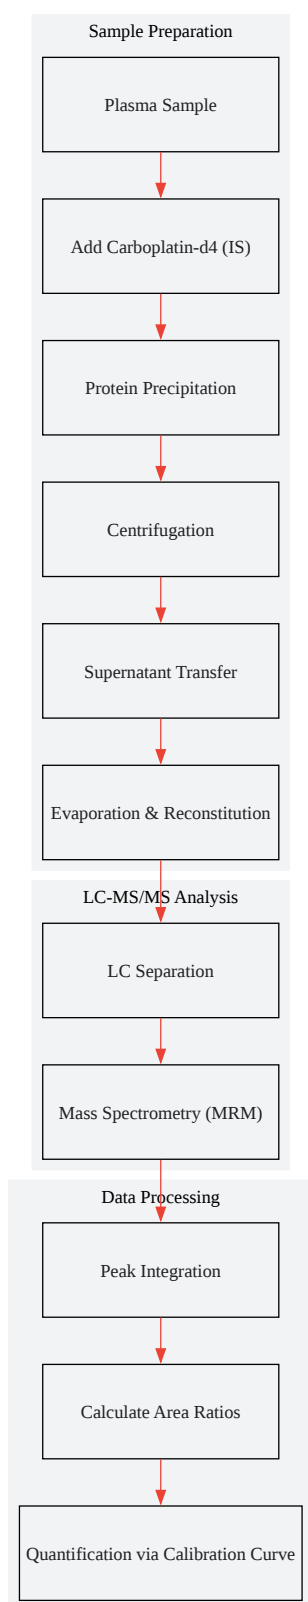 Sample Preparation
Plasma Sample
Add Carboplatin-d4 (IS)
Protein Precipitation
Centrifugation
Supernatant Transfer
Evaporation & Reconstitution
LC-MS/MS Analysis
LC Separation
Mass Spectrometry (MRM)
Data Processing
Peak Integration
Calculate Area Ratios
Quantification via Calibration Curve